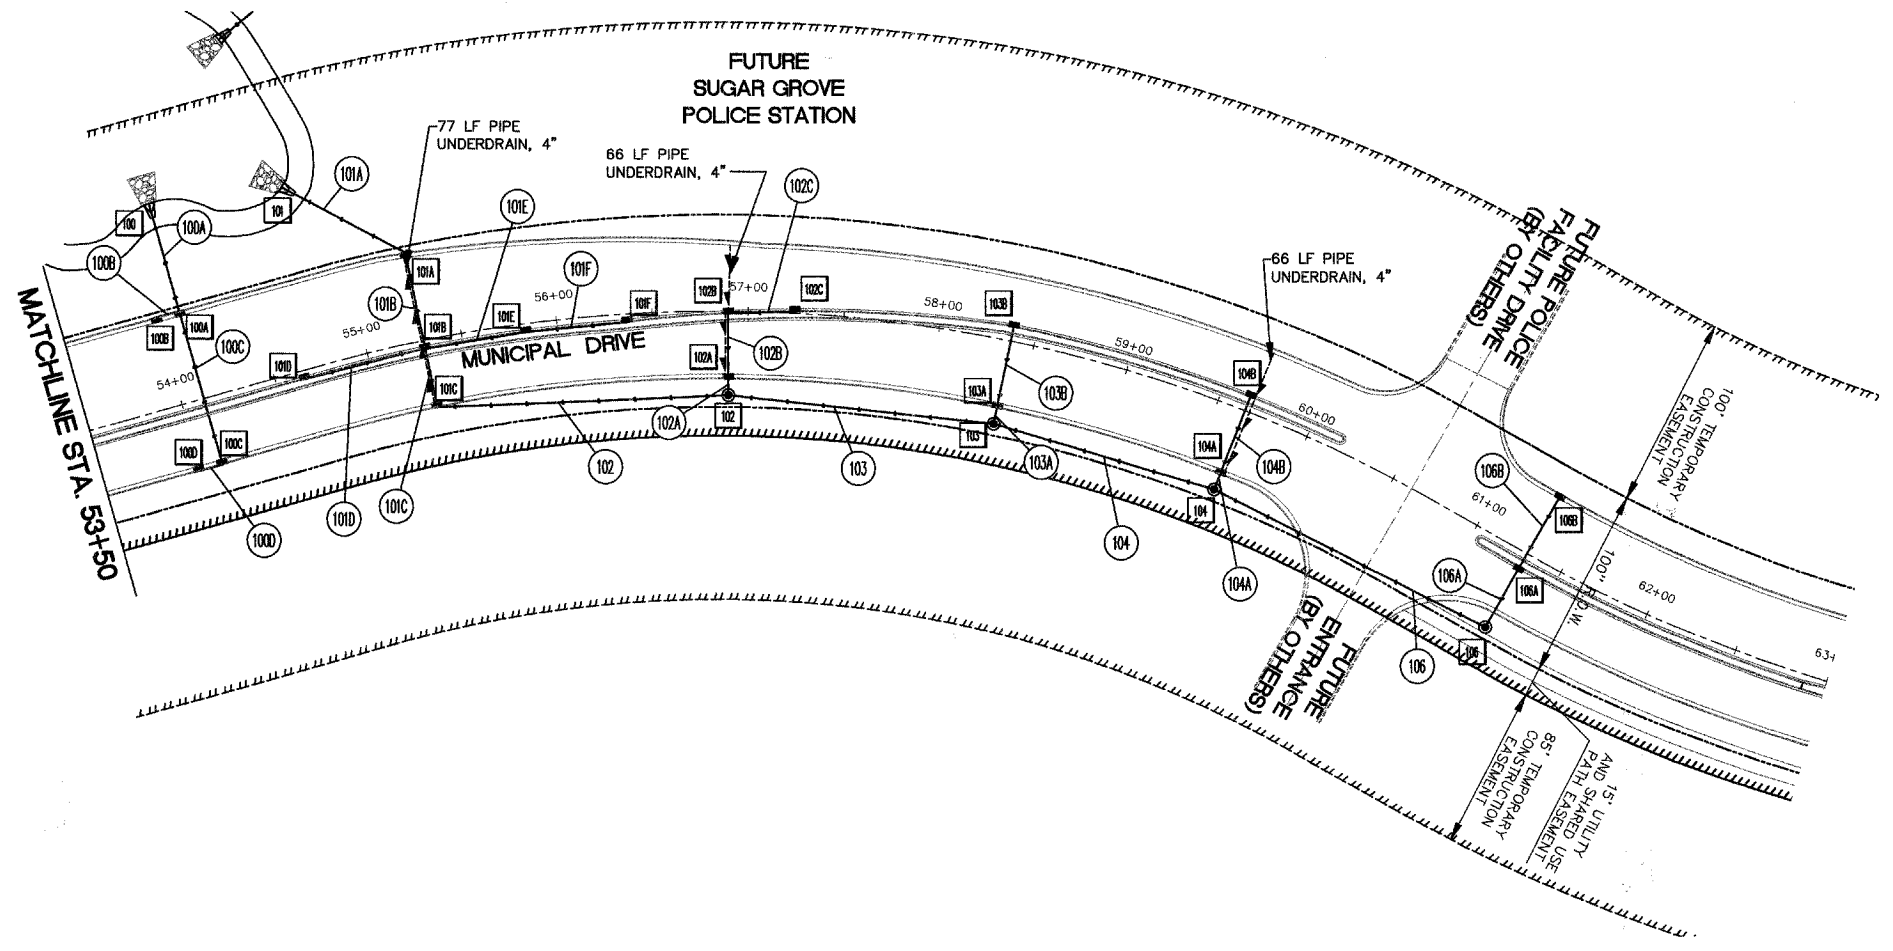 FUTURE
SUGAR GROVE
POLICE STATION
77 LF PIPE
UNDERDRAIN, 4"
66 LF PIPE
UNDERDRAIN, 4"
66 LF PIPE
UNDERDRAIN, 4"
FUTURE POLICE
FACILITY DRIVE
(BY OTHERS)
100
101
100A
100B
101A
101E
101F
102C
101A
101B
101B
101E
101F
102B
102C
103B
100B
100A
100C
101D
101C
102A
102B
103A
103B
104B
104A
104B
54+00
55+00
56+00
57+00
58+00
59+00
60+00
61+00
62+00
63+
MUNICIPAL DRIVE
MATCHLINE STA. 53+50
100D
100C
100D
101D
101C
102
102A
102
103
103
103A
104
104
104A
106B
106B
106A
106A
106
106
FUTURE
ENTRANCE
(BY OTHERS)
100' TEMPORARY
CONSTRUCTION
EASEMENT
100' R.O.W.
85' TEMPORARY
CONSTRUCTION
EASEMENT
15' UTILITY
AND SHARED USE
PATH EASEMENT